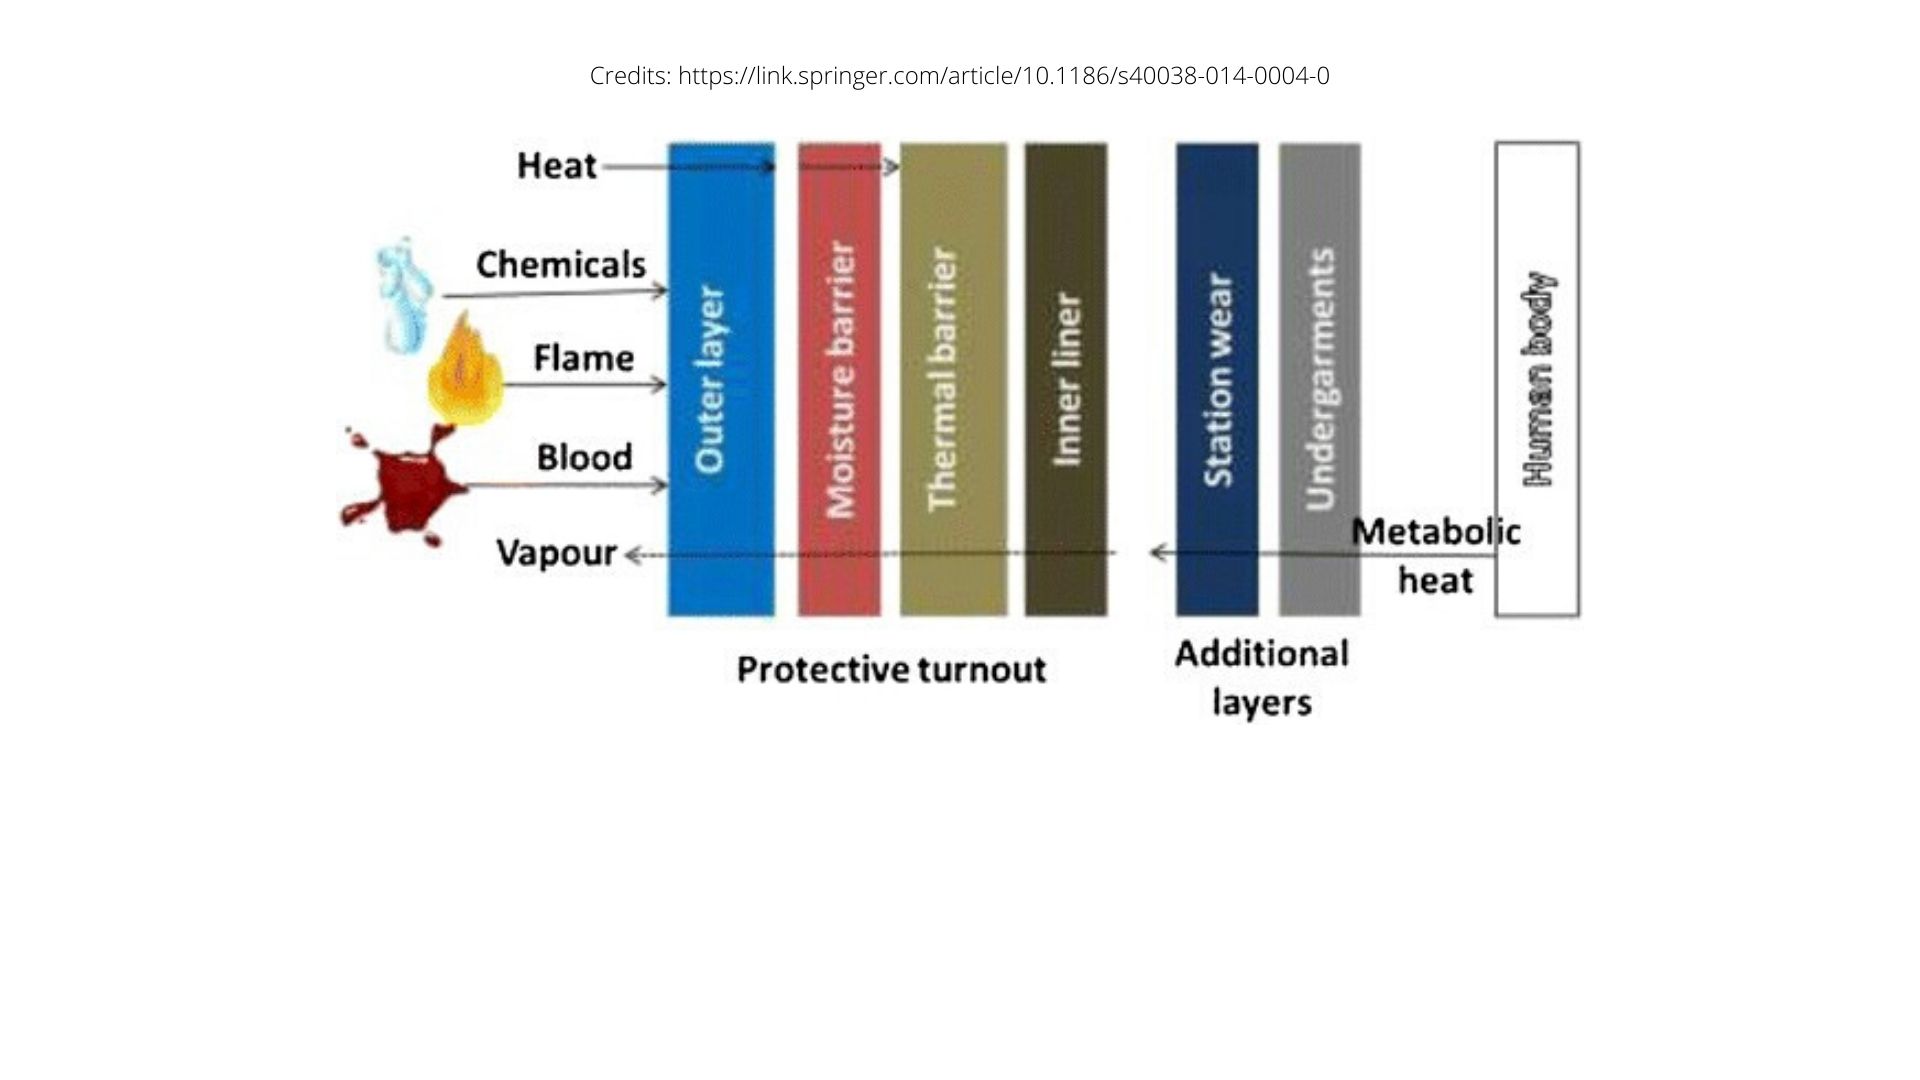 Credits: https://link.springer.com/article/10.1186/s40038-014-0004-0
Heat
Chemicals
Flame
Blood
Vapour
Outer layer
Moisture barrier
Thermal barrier
Inner liner
Station wear
Undergarments
Metabolic
heat
Human body
Protective turnout
Additional
layers